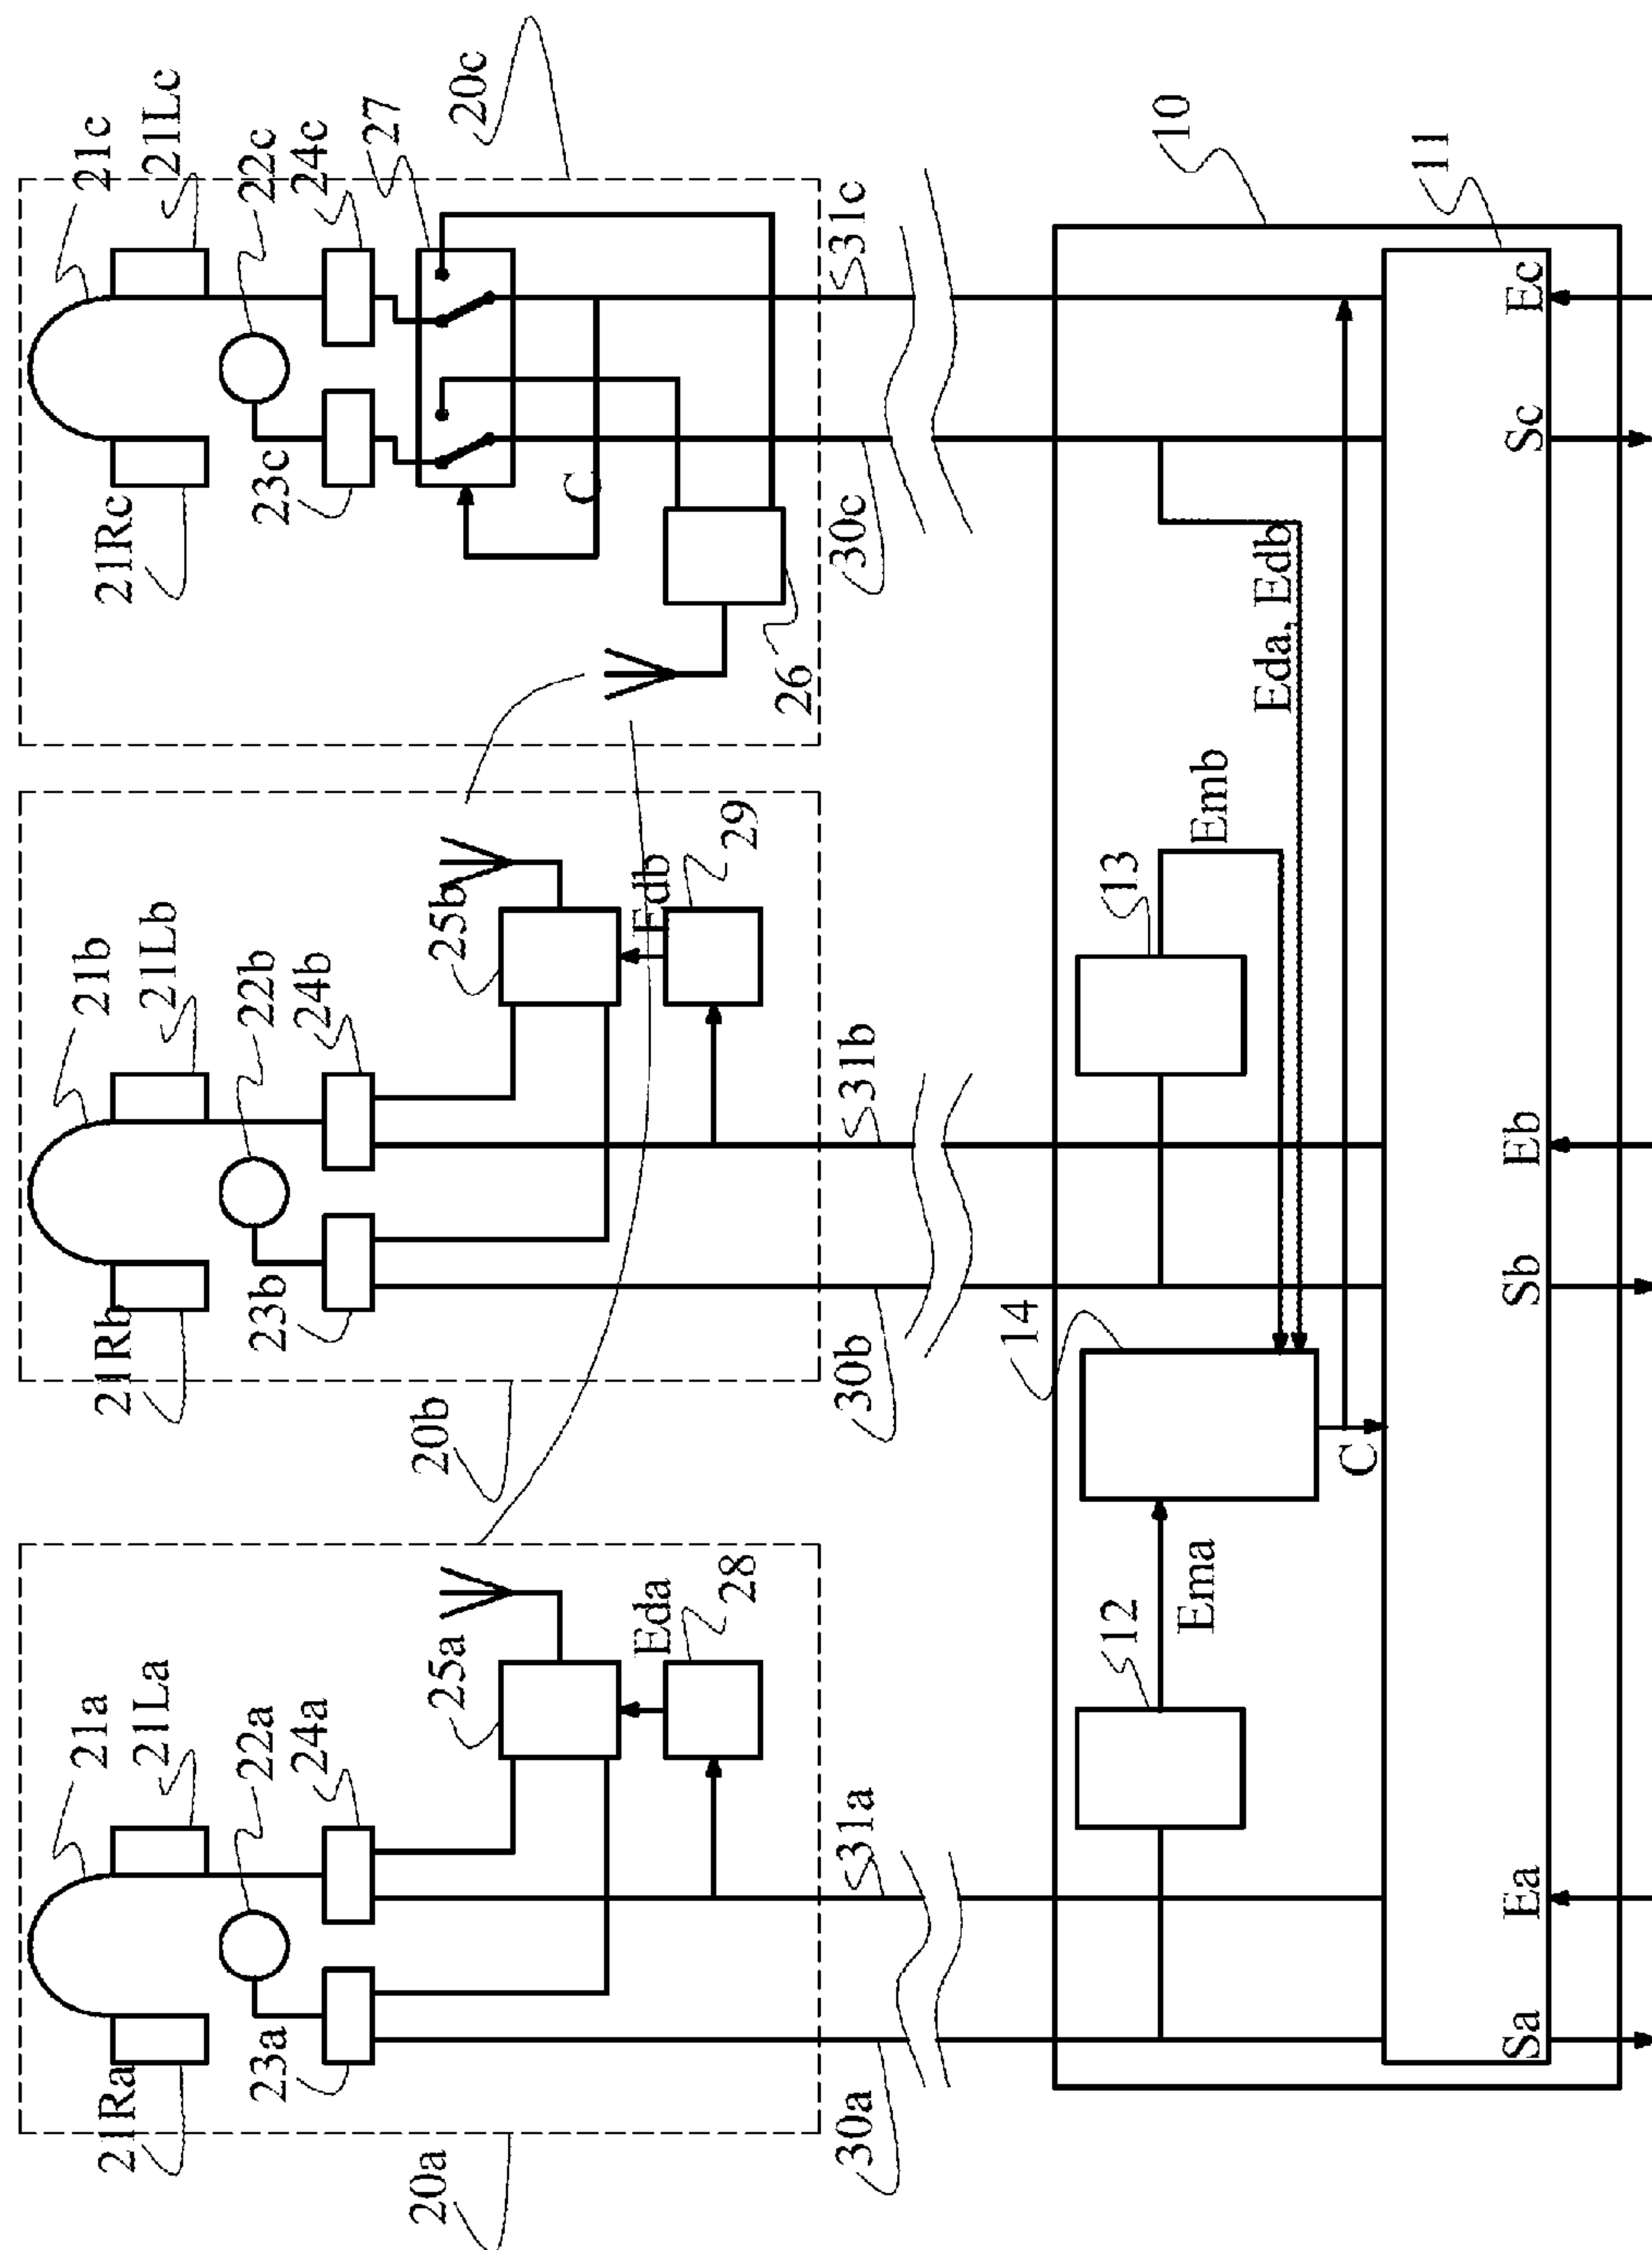 21c
21Lc
22c
24c
27
20c
21Rc
23c
C
26
30c
31c
10
11
Ec
Sc
Eda, Edb
21b
21Lb
22b
24b
25b
Edb
29
21Rb
23b
20b
30b
31b
13
Emb
14
C
Eb
Sb
21a
21La
22a
24a
25a
Eda
28
21Ra
23a
20a
30a
31a
12
Ema
Ea
Sa